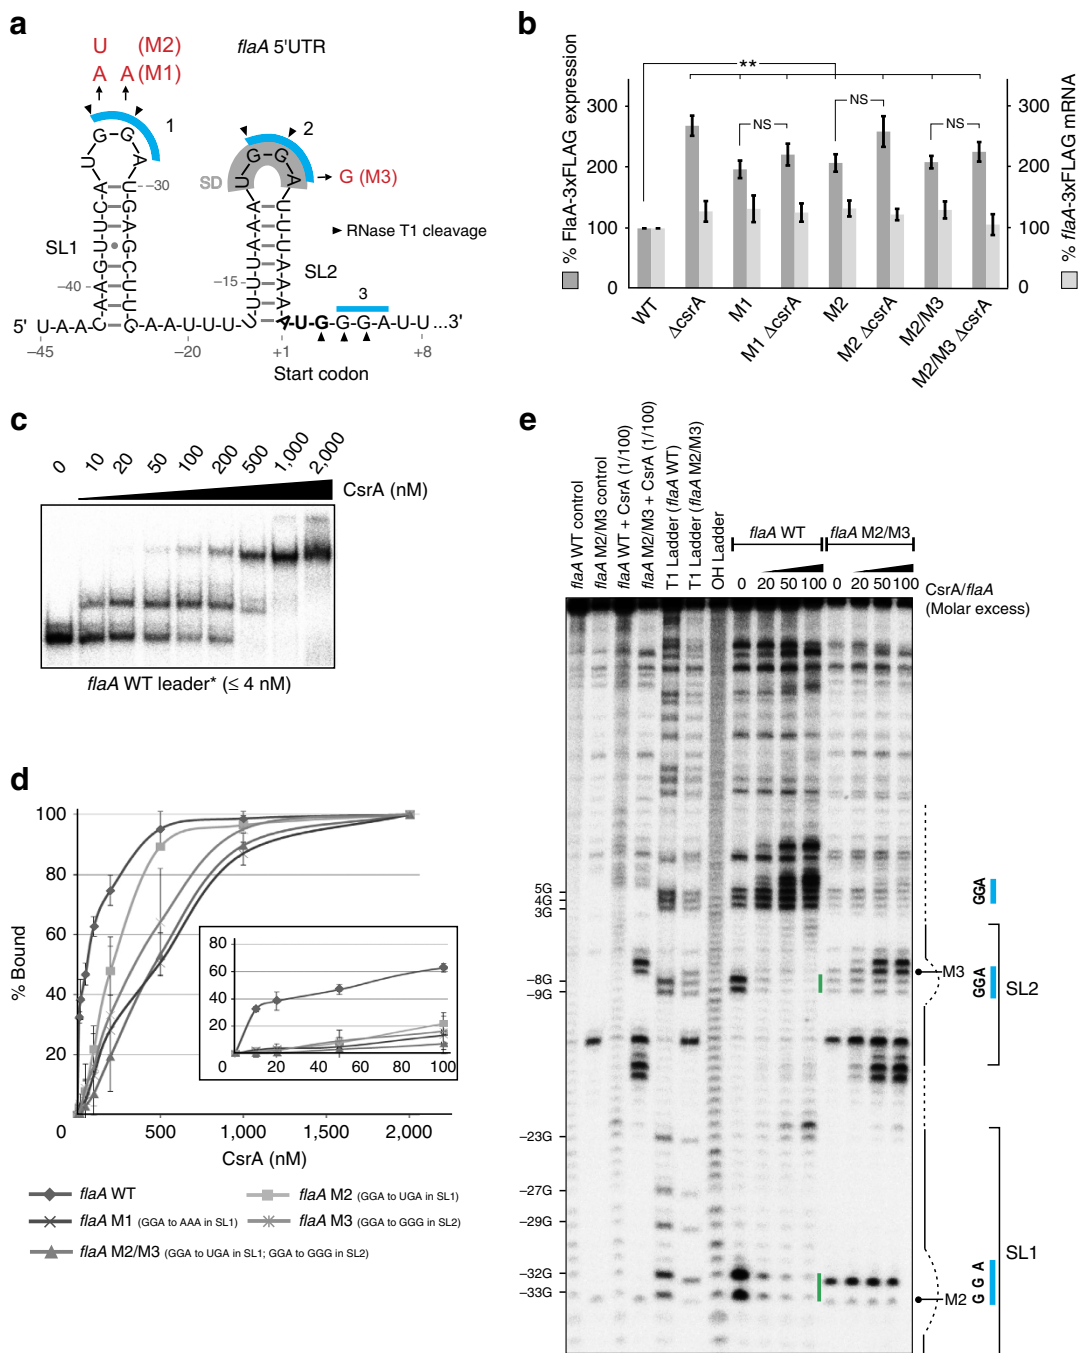 a
U (M2)
A A (M1)
flaA 5'UTR
1
2
G G A
U
G (M3)
SD
–30
RNase T1 cleavage
SL1
SL2
–40
–15
3
5' U-A-A-C G-A-A-U-U-U-U A-U-G-G-G-A-U-U ...3'
–45
–20
+1
+8
Start codon
b
% FlaA-3xFLAG expression
% flaA-3xFLAG mRNA
300
200
100
0
300
200
100
0
**
NS
NS
NS
WT
ΔcsrA
M1
M1 ΔcsrA
M2
M2 ΔcsrA
M2/M3
M2/M3 ΔcsrA
c
0
10
20
50
100
200
500
1,000
2,000
CsrA (nM)
flaA WT leader* (≤ 4 nM)
d
% Bound
100
80
60
40
20
0
500
1,000
1,500
2,000
CsrA (nM)
80
60
40
20
0
20
40
60
80
100
flaA WT
flaA M2 (GGA to UGA in SL1)
flaA M1 (GGA to AAA in SL1)
flaA M3 (GGA to GGG in SL2)
flaA M2/M3 (GGA to UGA in SL1; GGA to GGG in SL2)
e
flaA WT control
flaA M2/M3 control
flaA WT + CsrA (1/100)
flaA M2/M3 + CsrA (1/100)
T1 Ladder (flaA WT)
T1 Ladder (flaA M2/M3)
OH Ladder
flaA WT
flaA M2/M3
0 20 50 100
0 20 50 100
CsrA/flaA
(Molar excess)
5G
4G
3G
–8G
–9G
–23G
–27G
–29G
–32G
–33G
GGA
M3
GGA
SL2
SL1
M2
G G A